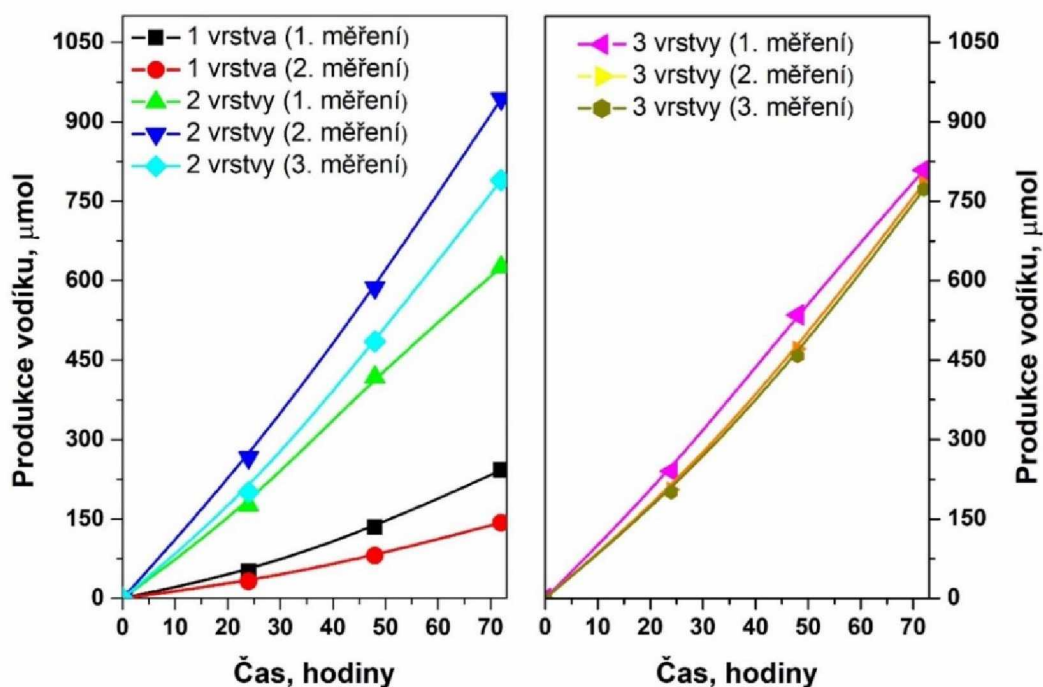 1 vrstva (1. měření)
1 vrstva (2. měření)
2 vrstvy (1. měření)
2 vrstvy (2. měření)
2 vrstvy (3. měření)
1050
900
750
600
450
300
150
0
Produkce vodíku, µmol
0 10 20 30 40 50 60 70
Čas, hodiny
3 vrstvy (1. měření)
3 vrstvy (2. měření)
3 vrstvy (3. měření)
1050
900
750
600
450
300
150
0
Produkce vodíku, µmol
0 10 20 30 40 50 60 70
Čas, hodiny